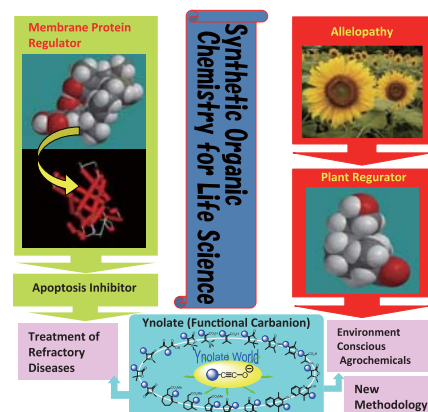 Membrane Protein
Regulator
Synthetic Organic
Chemistry for Life Science
Allelopathy
Plant Regurator
Apoptosis Inhibitor
Treatment of
Refractory
Diseases
Ynolate (Functional Carbanion)
Ynolate World
C≡C–O⊖
Environment
Conscious
Agrochemicals
New
Methodology